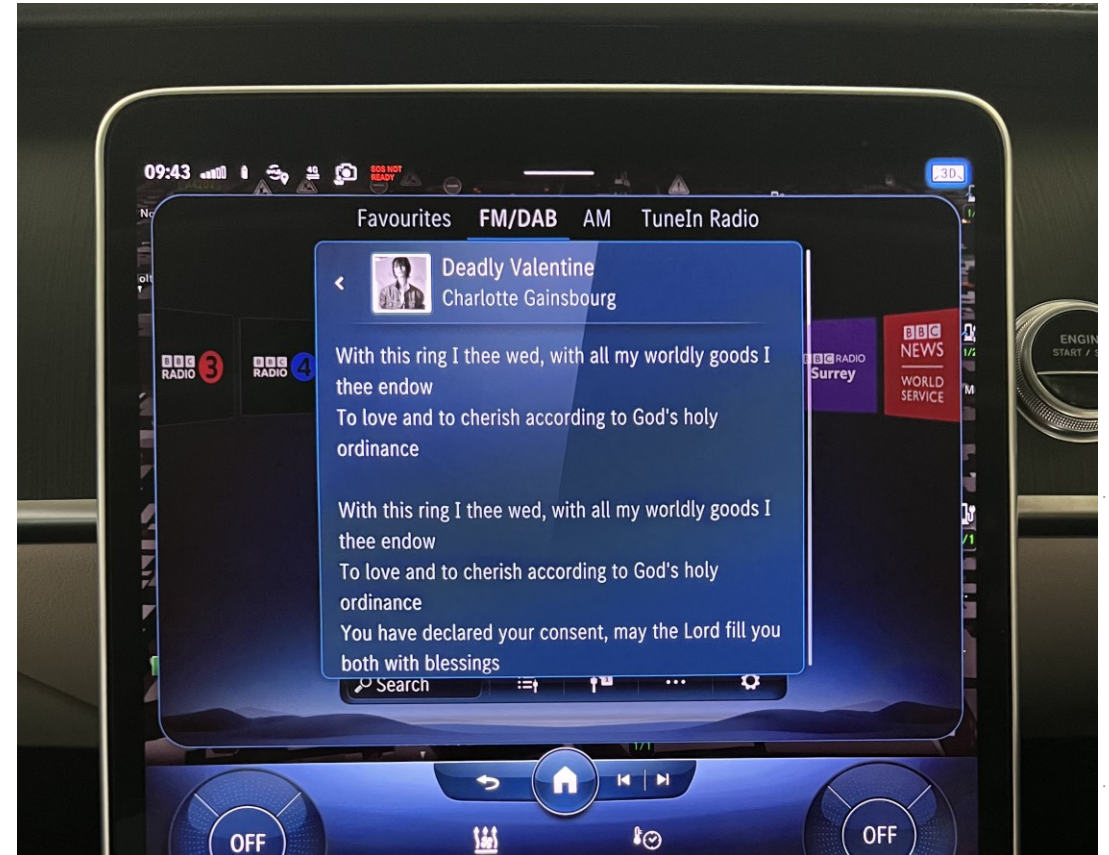 09:43
4G
SOS NOT
READY
3D
Favourites FM/DAB AM TuneIn Radio
Deadly Valentine
Charlotte Gainsbourg
With this ring I thee wed, with all my worldly goods I
thee endow
To love and to cherish according to God's holy
ordinance
With this ring I thee wed, with all my worldly goods I
thee endow
To love and to cherish according to God's holy
ordinance
You have declared your consent, may the Lord fill you
both with blessings
BBC
RADIO 3
BBC
RADIO 4
BBC RADIO
Surrey
BBC
NEWS
WORLD
SERVICE
START /
Search
1/1
OFF
OFF